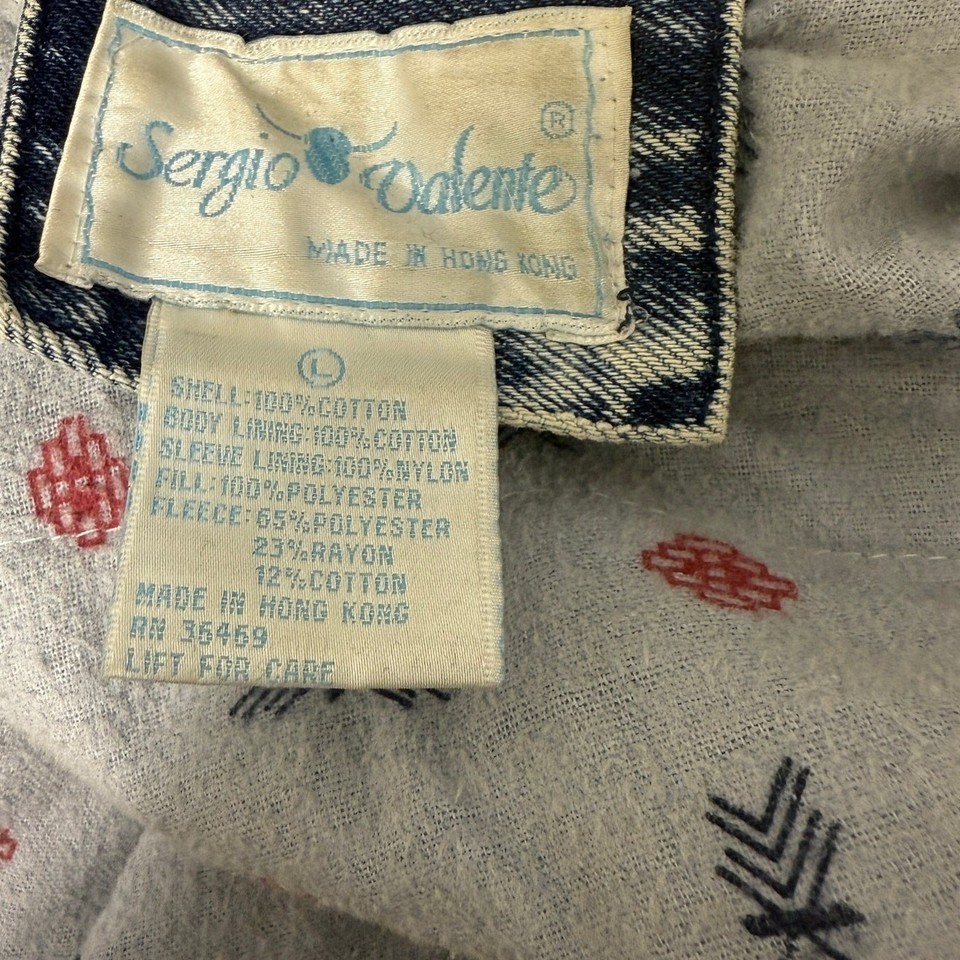 Sergio Valente ®
MADE IN HONG KONG
L
SHELL:100%COTTON
BODY LINING:100%COTTON
SLEEVE LINING:100%NYLON
FILL:100%POLYESTER
FLEECE:65%POLYESTER
23%RAYON
12%COTTON
MADE IN HONG KONG
RN 36469
LIFT FOR CARE